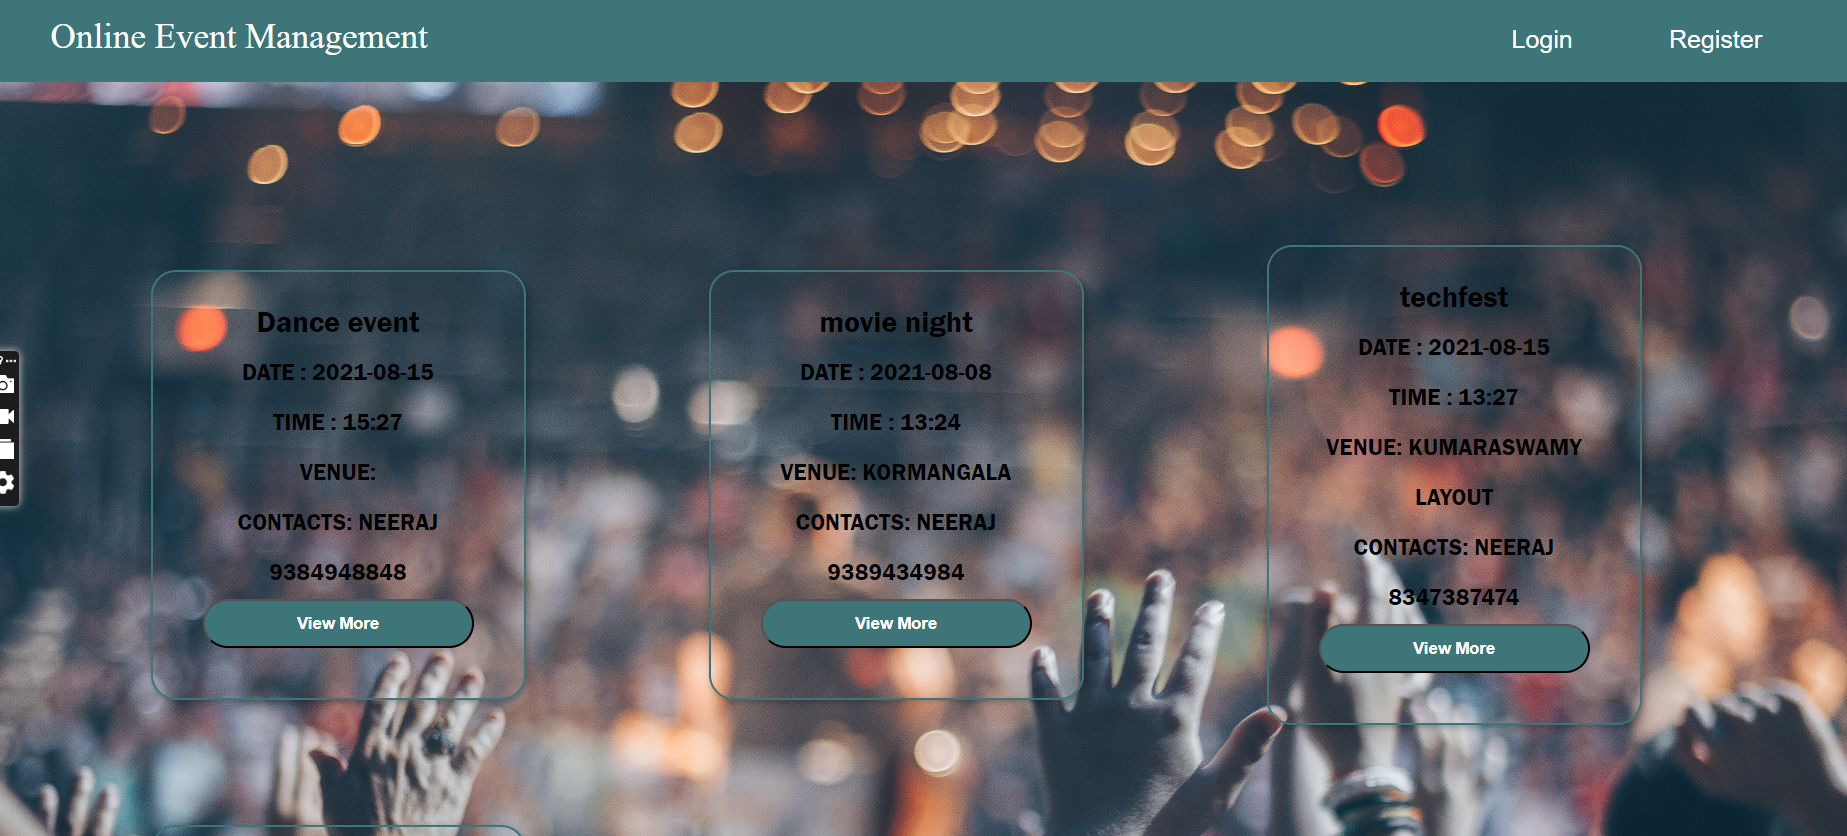 Online Event Management
Login
Register
Dance event
DATE : 2021-08-15
TIME : 15:27
VENUE:
CONTACTS: NEERAJ
9384948848
View More
movie night
DATE : 2021-08-08
TIME : 13:24
VENUE: KORMANGALA
CONTACTS: NEERAJ
9389434984
View More
techfest
DATE : 2021-08-15
TIME : 13:27
VENUE: KUMARASWAMY
LAYOUT
CONTACTS: NEERAJ
8347387474
View More